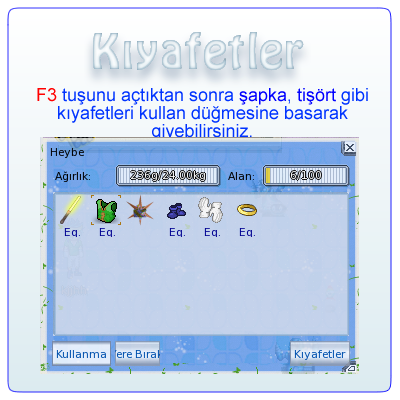 Kıyafetler
F3 tuşunu açtıktan sonra şapka, tişört gibi
kıyafetleri kullan düğmesine basarak
giyebilirsiniz.
Heybe
Ağırlık: 236g/24.00kg Alan: 6/100
Eq. Eq. Eq. Eq. Eq.
Kullanma ere Bırak Kıyafetler